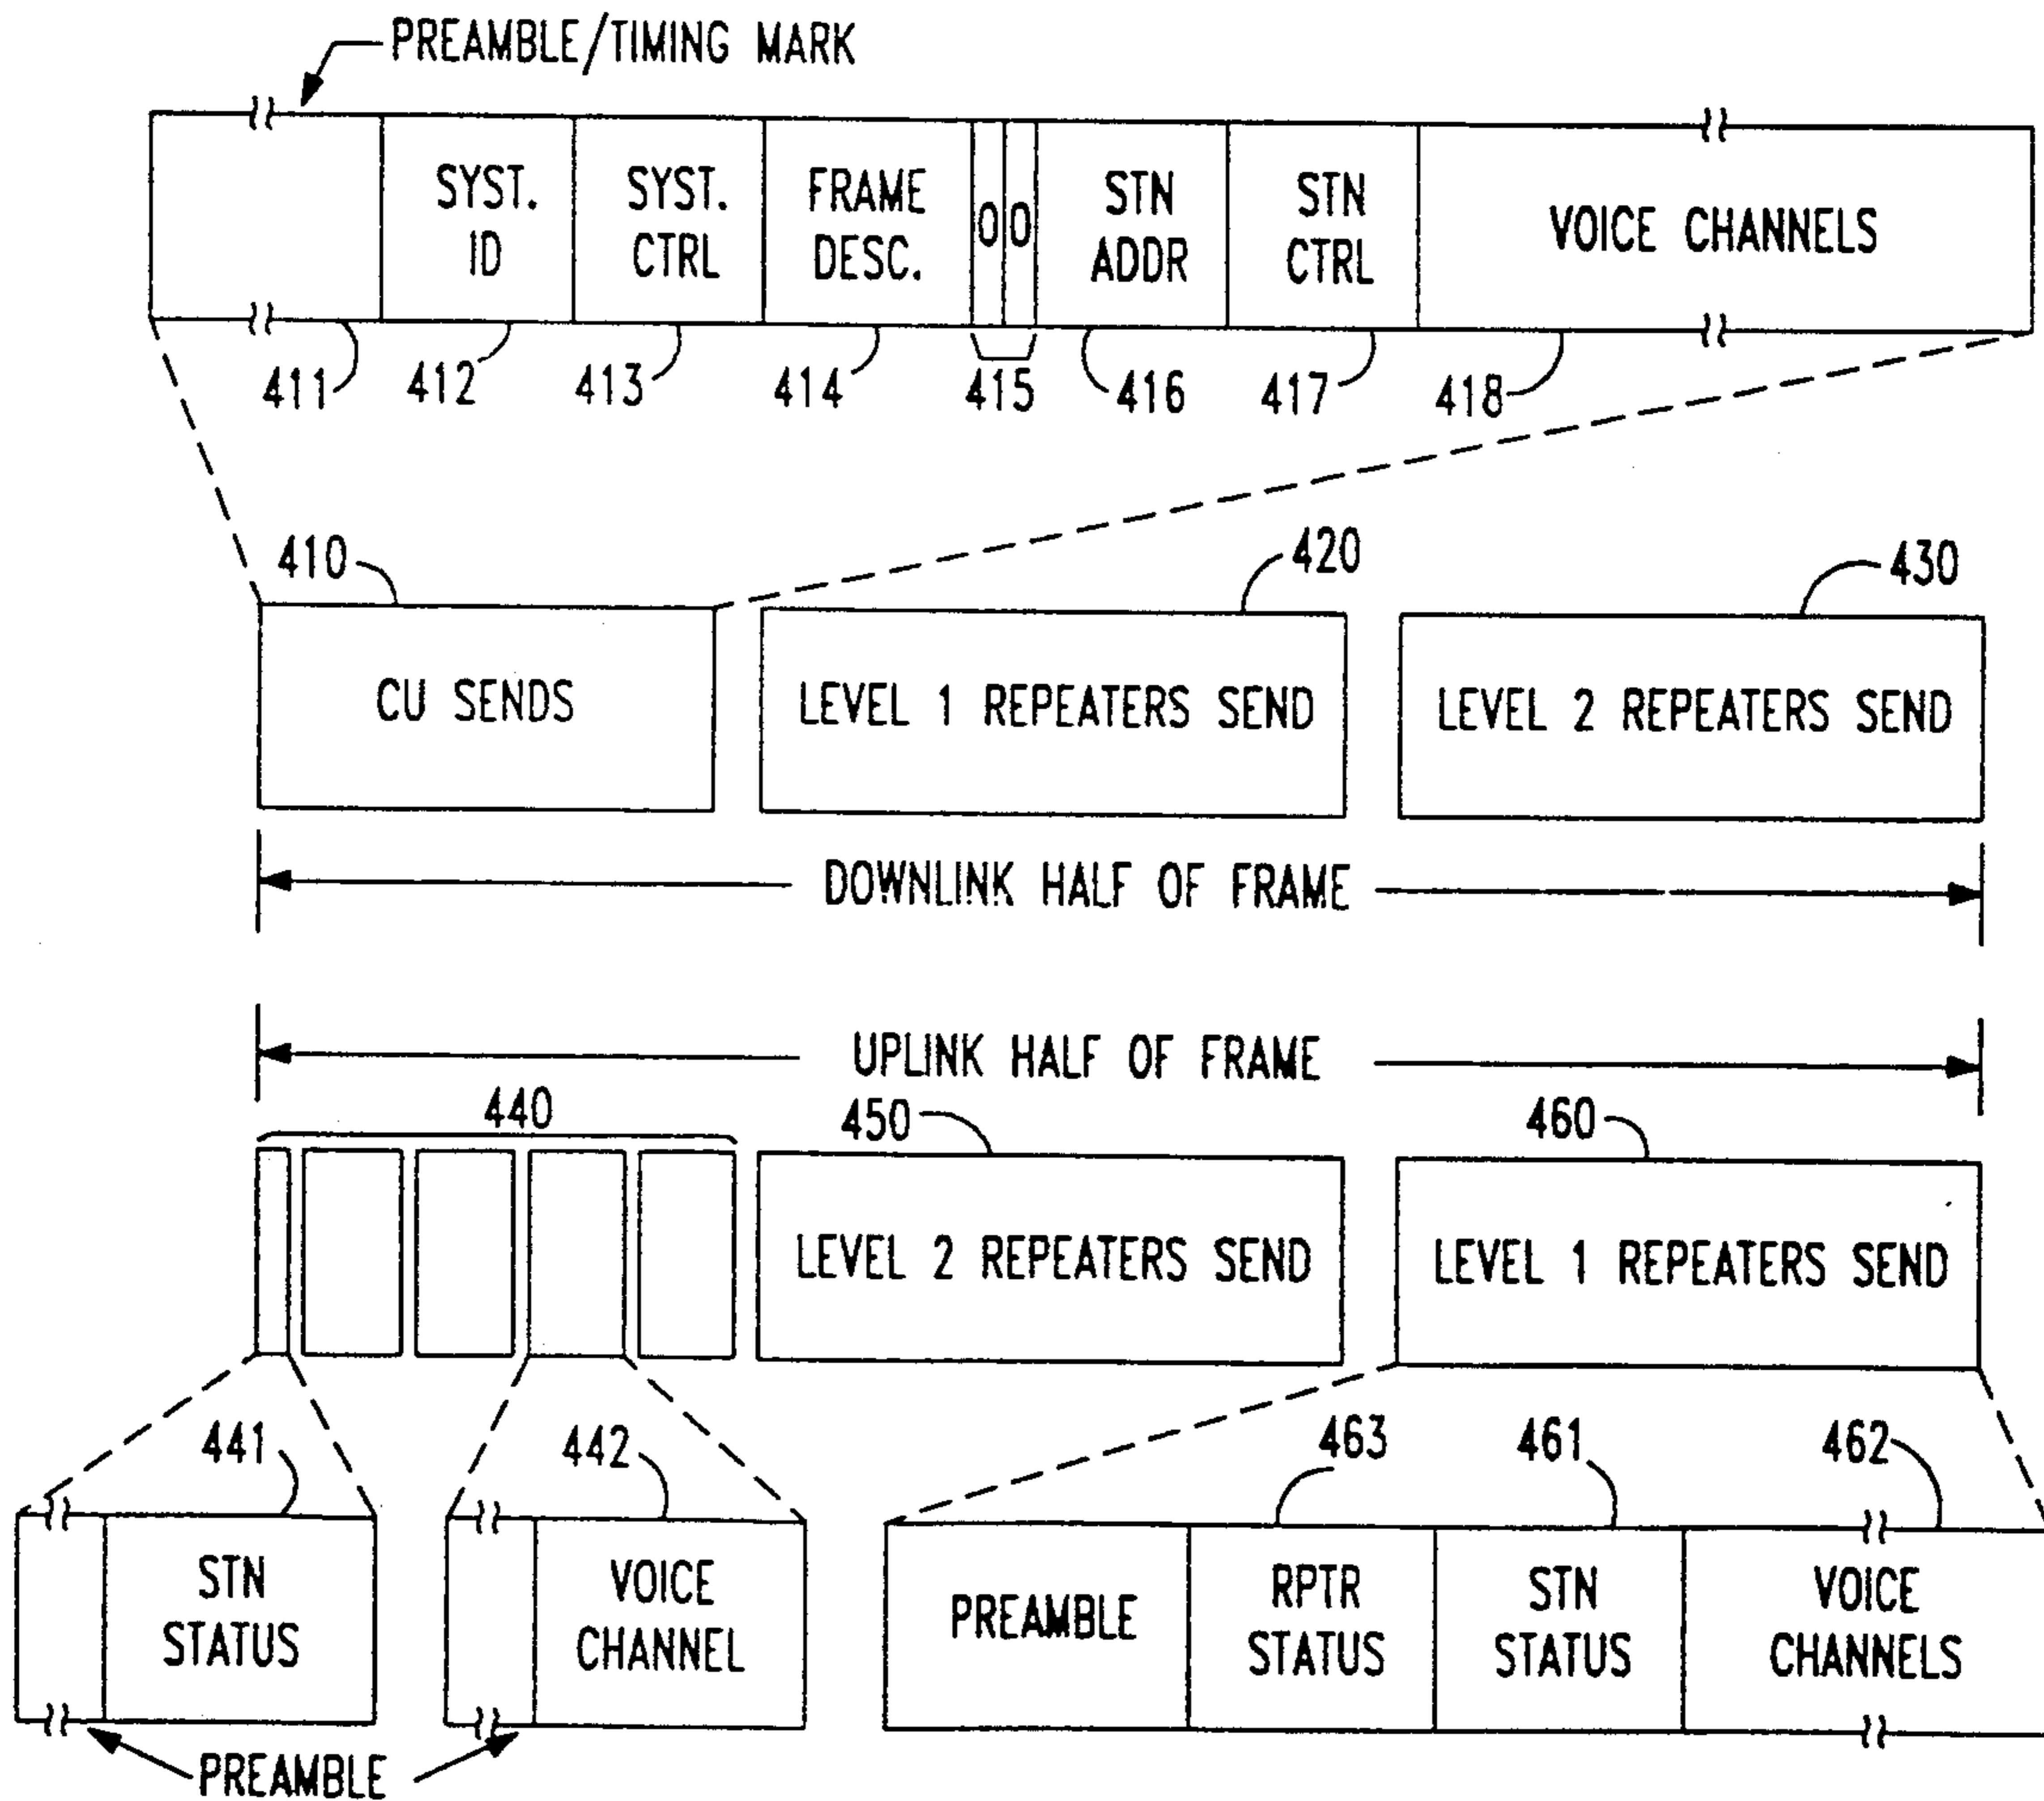 PREAMBLE/TIMING MARK
SYST. ID
SYST. CTRL
FRAME DESC.
0 0
STN ADDR
STN CTRL
VOICE CHANNELS
411 412 413 414 415 416 417 418
410 420 430
CU SENDS
LEVEL 1 REPEATERS SEND
LEVEL 2 REPEATERS SEND
DOWNLINK HALF OF FRAME
UPLINK HALF OF FRAME
440 450 460
LEVEL 2 REPEATERS SEND
LEVEL 1 REPEATERS SEND
441 442 463 461 462
STN STATUS
VOICE CHANNEL
PREAMBLE
RPTR STATUS
STN STATUS
VOICE CHANNELS
PREAMBLE